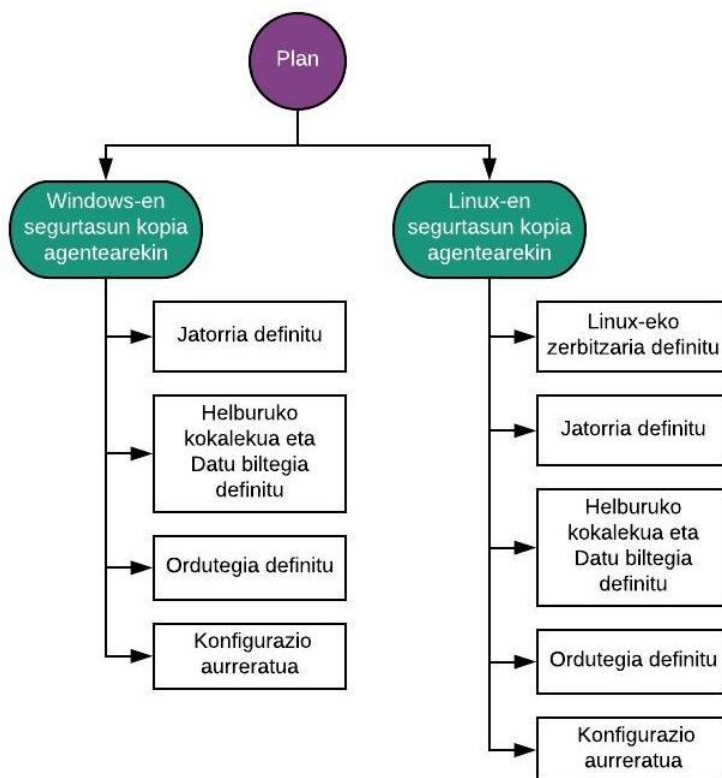 Plan
Windows-en
segurtasun kopia
agentearekin
Jatorria definitu
Helburuko
kokalekua eta
Datu biltegia
definitu
Ordutegia definitu
Konfigurazio
aurreratua
Linux-en
segurtasun kopia
agentearekin
Linux-eko
zerbitzaria definitu
Jatorria definitu
Helburuko
kokalekua eta
Datu biltegia
definitu
Ordutegia definitu
Konfigurazio
aurreratua